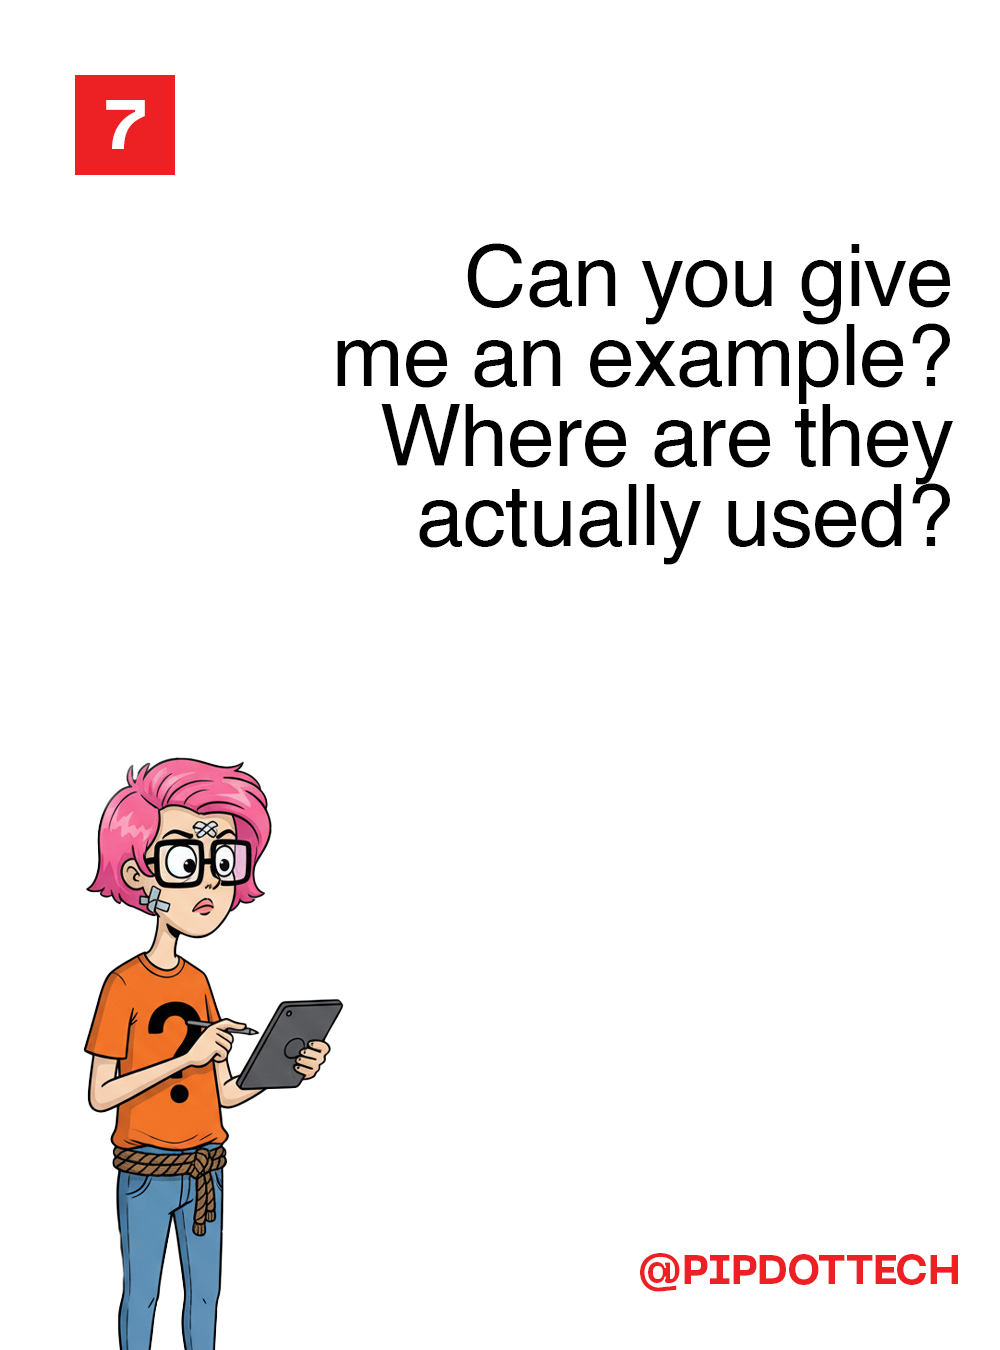 7
Can you give
me an example?
Where are they
actually used?
?
@PIPDOTTECH